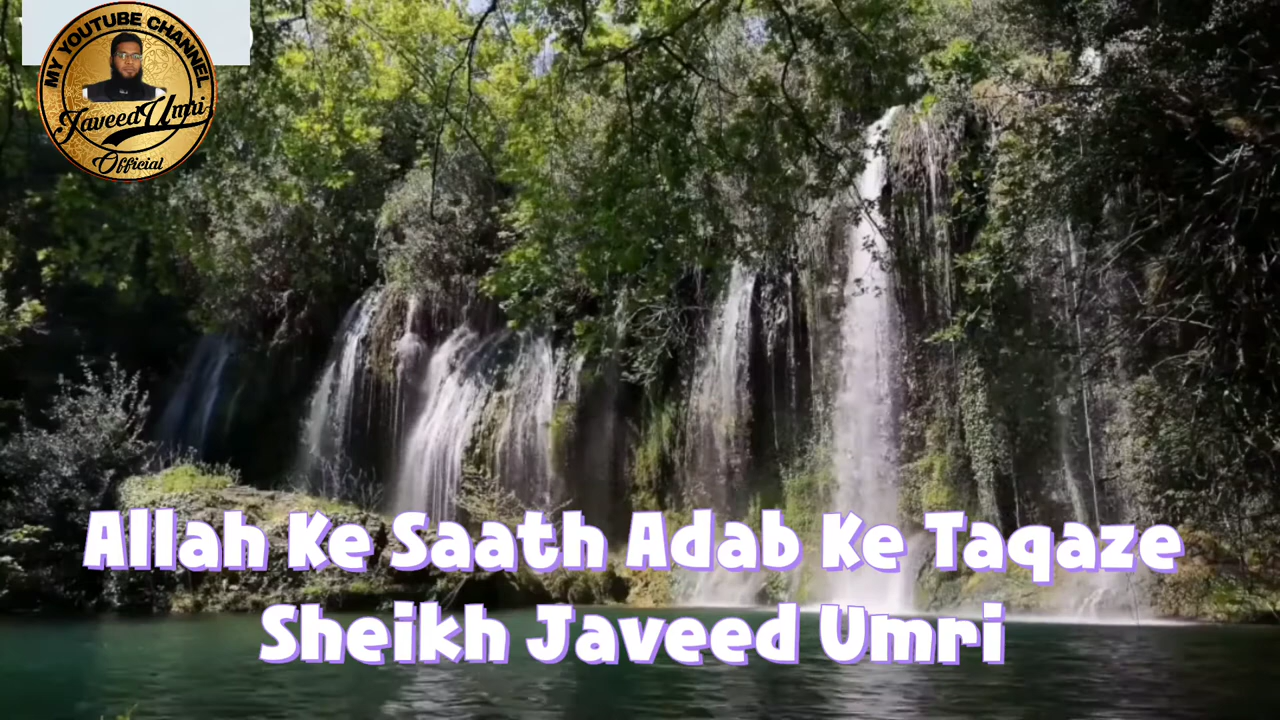 MY YOUTUBE CHANNEL
Javeed Umri
Official
Allah Ke Saath Adab Ke Taqaze
Sheikh Javeed Umri